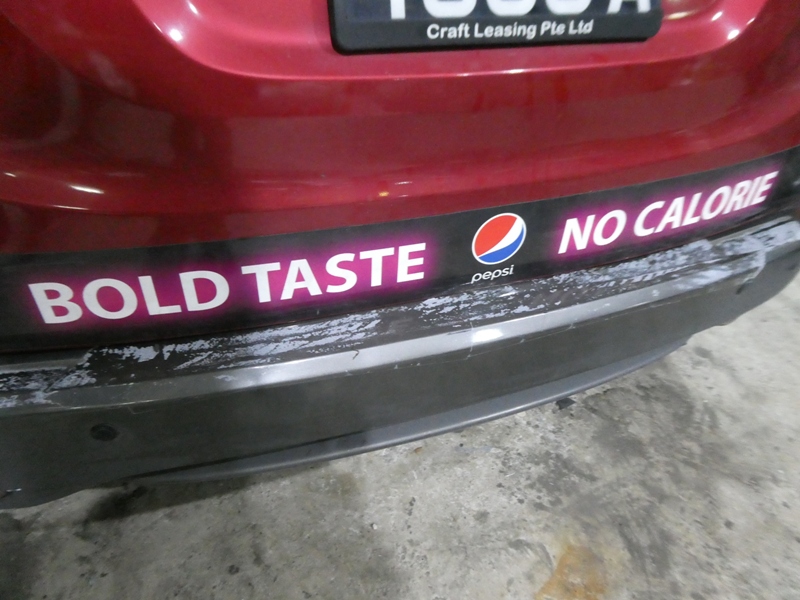 Craft Leasing Pte Ltd
BOLD TASTE
pepsi
NO CALORIE